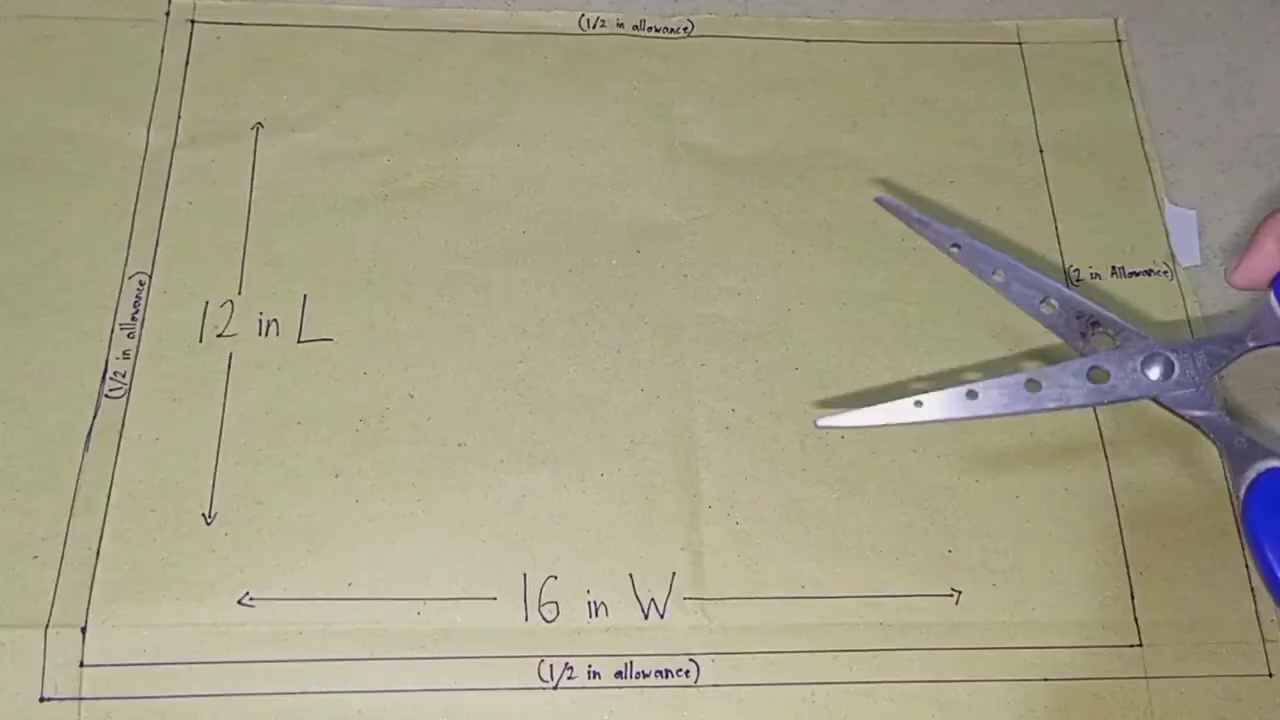 (1/2 in allowance)
(2 in Allowance)
(1/2 in allowance)
12 in L
16 in W
(1/2 in allowance)